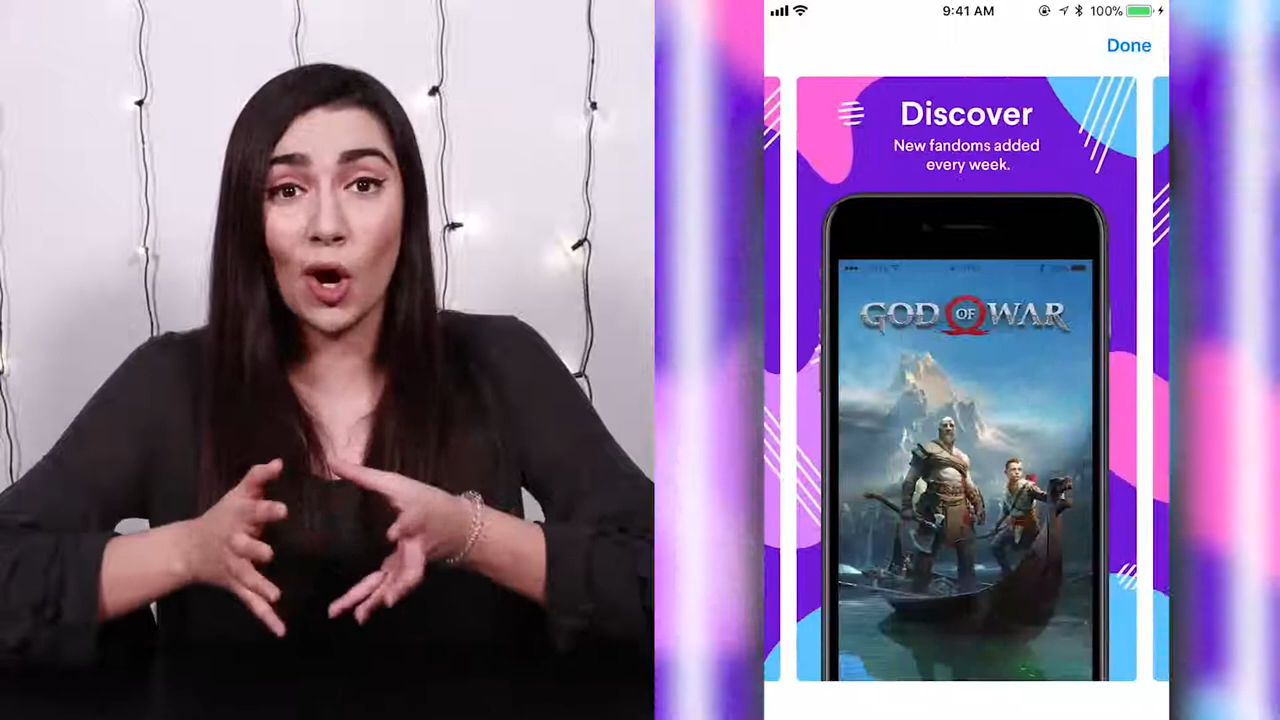 9:41 AM
100%
Done
Discover
New fandoms added
every week.
GOD OF WAR